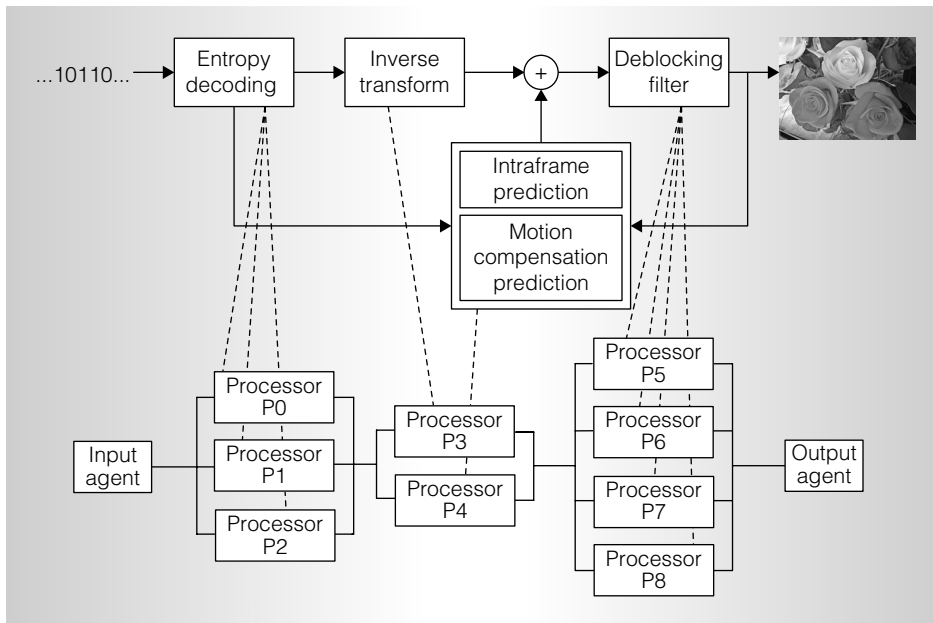 ...10110...
Entropy
decoding
Inverse
transform
+
Deblocking
filter
Intraframe
prediction
Motion
compensation
prediction
Processor
P0
Processor
P1
Processor
P2
Processor
P3
Processor
P4
Processor
P5
Processor
P6
Processor
P7
Processor
P8
Input
agent
Output
agent